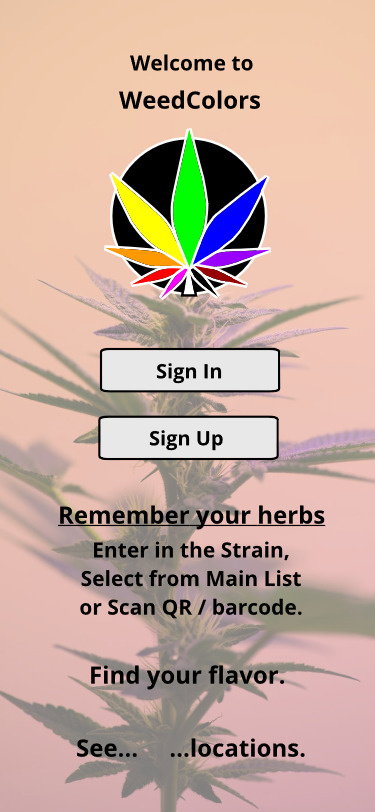 Welcome to
WeedColors
Sign In
Sign Up
Remember your herbs
Enter in the Strain,
Select from Main List
or Scan QR / barcode.
Find your flavor.
See... ...locations.